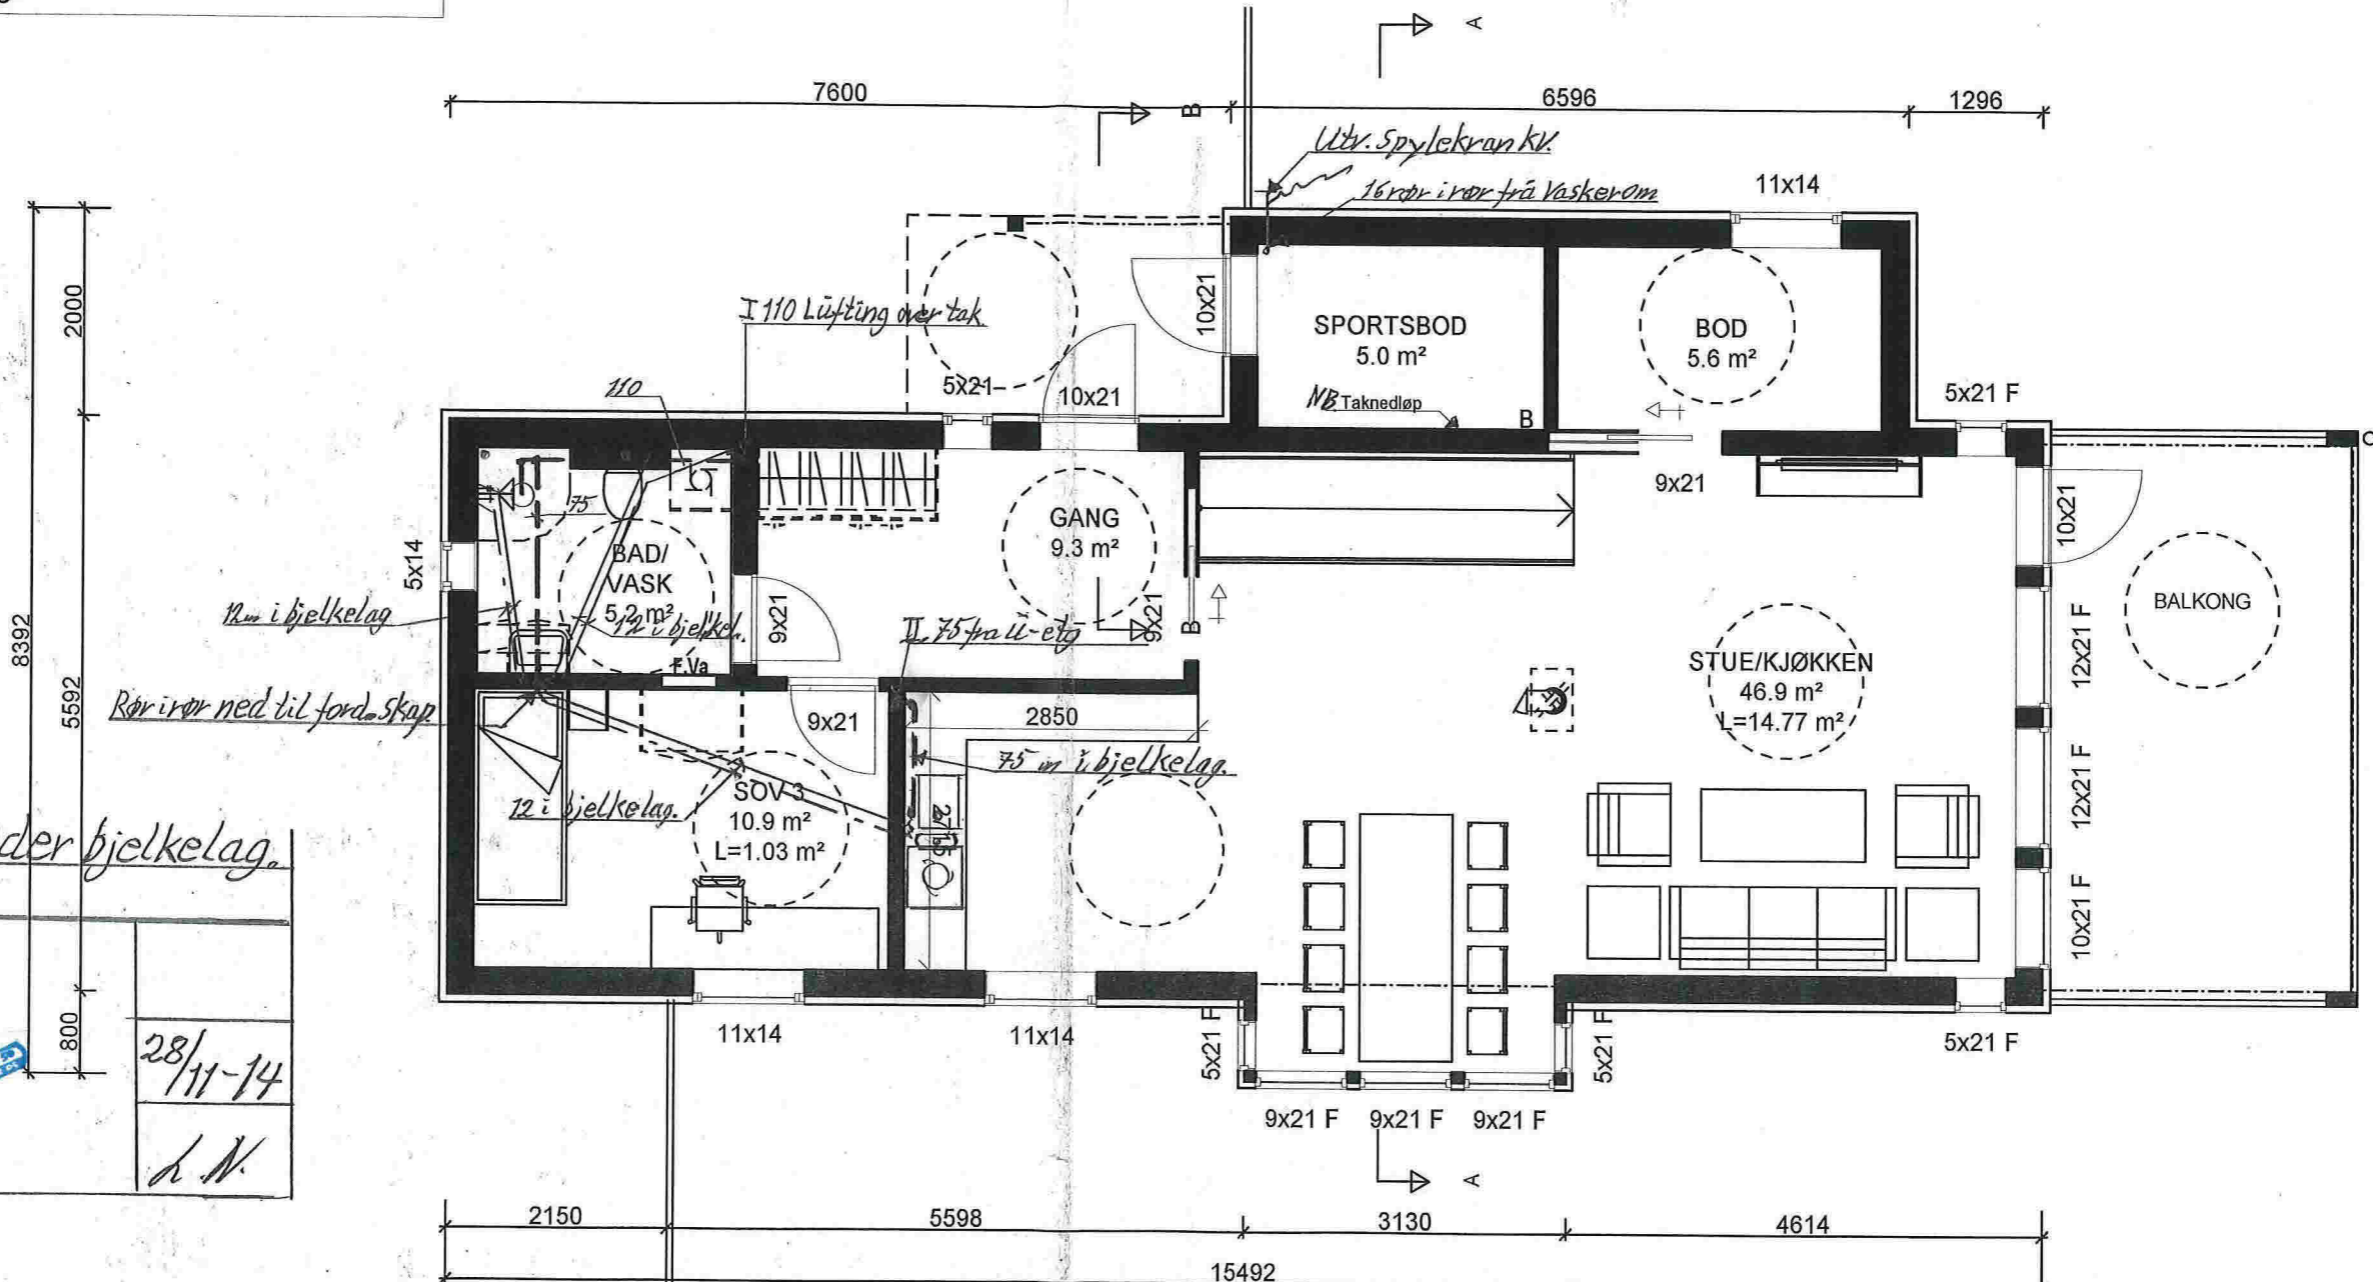 A
7600
6596
1296
B
Utv. Spylekran kv.
16 rør i rør frå Vaskerom
11x14
2000
I 110 Lufting over tak
10x21
SPORTSBOD
5.0 m²
BOD
5.6 m²
110
5x21
10x21
NB Taknedløp
B
5x21 F
75
GANG
9.3 m²
9x21
10x21
5x14
BAD/
VASK
5.2 m²
12 i bjelkel.
9x21
9x21
BALKONG
12 i bjelkelag
II. 75 fra U-etg
B
12x21 F
8392
F.Va
STUE/KJØKKEN
46.9 m²
L=14.77 m²
5592
Rør i rør ned til ford. skap
9x21
2850
75 i bjelkelag.
12x21 F
12 i bjelkelag.
SOV 3
10.9 m²
L=1.03 m²
der bjelkelag.
10x21 F
800
28/11-14
11x14
11x14
5x21 F
5x21 F
5x21 F
9x21 F
9x21 F
9x21 F
L.N.
A
2150
5598
3130
4614
15492